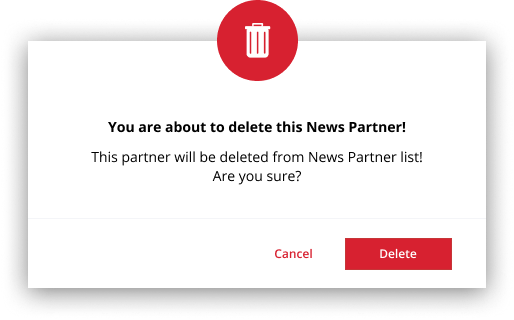 You are about to delete this News Partner!
This partner will be deleted from News Partner list!
Are you sure?
Cancel
Delete